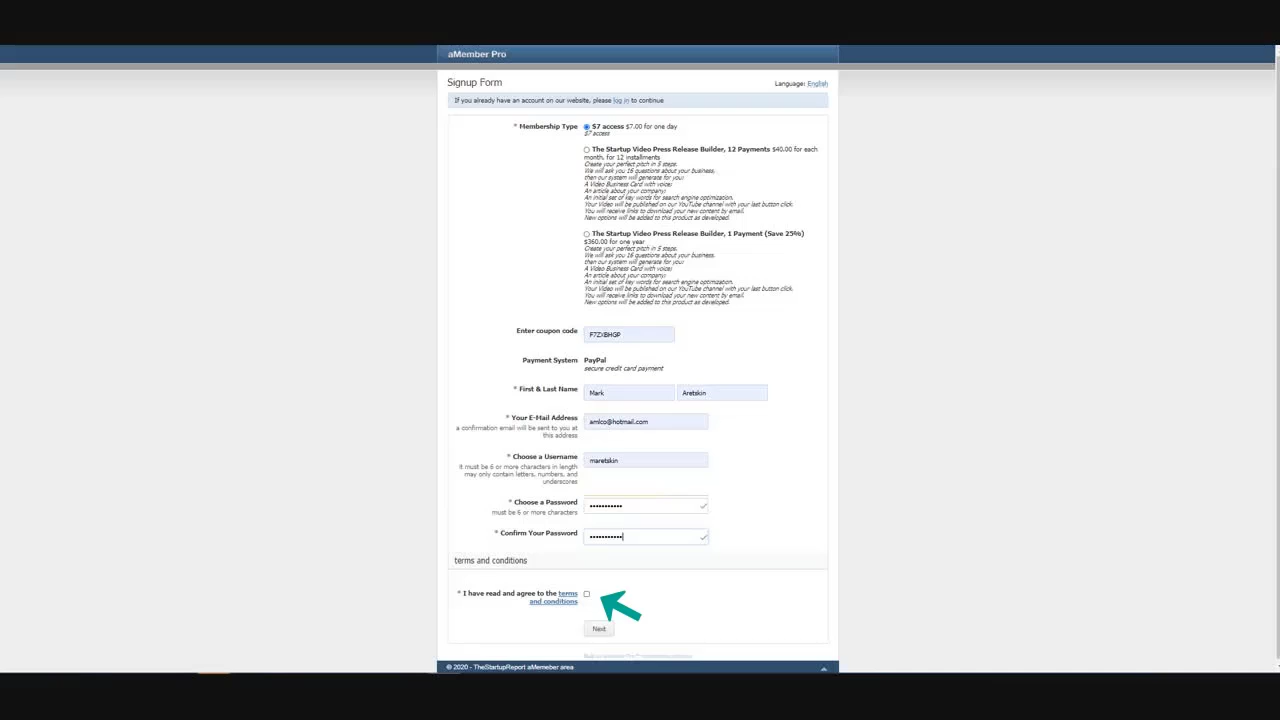 aMember Pro
Signup Form
Language: English
If you already have an account on our website, please log in to continue
* Membership Type
$7 access $7.00 for one day
$7 access
The Startup Video Press Release Builder, 12 Payments $40.00 for each
month, for 12 installments
Create your perfect pitch in 5 steps.
We will ask you 16 questions about your business,
then our system will generate for you:
A Video Business Card with voice;
An article about your company;
An initial set of key words for search engine optimization.
Your Video will be published on our YouTube channel with your last button click.
You will receive links to download your new content by email.
New options will be added to this product as developed.
The Startup Video Press Release Builder, 1 Payment (Save 25%)
$360.00 for one year
Create your perfect pitch in 5 steps.
We will ask you 16 questions about your business,
then our system will generate for you:
A Video Business Card with voice;
An article about your company;
An initial set of key words for search engine optimization.
Your Video will be published on our YouTube channel with your last button click.
You will receive links to download your new content by email.
New options will be added to this product as developed.
Enter coupon code
F7ZXBHGP
Payment System
PayPal
secure credit card payment
* First & Last Name
Mark
Aretskin
* Your E-Mail Address
a confirmation email will be sent to you at
this address
amlco@hotmail.com
* Choose a Username
it must be 6 or more characters in length
may only contain letters, numbers, and
underscores
maretskin
* Choose a Password
must be 6 or more characters
* Confirm Your Password
terms and conditions
* I have read and agree to the terms
and conditions
Next
© 2020 - TheStartupReport aMemeber area